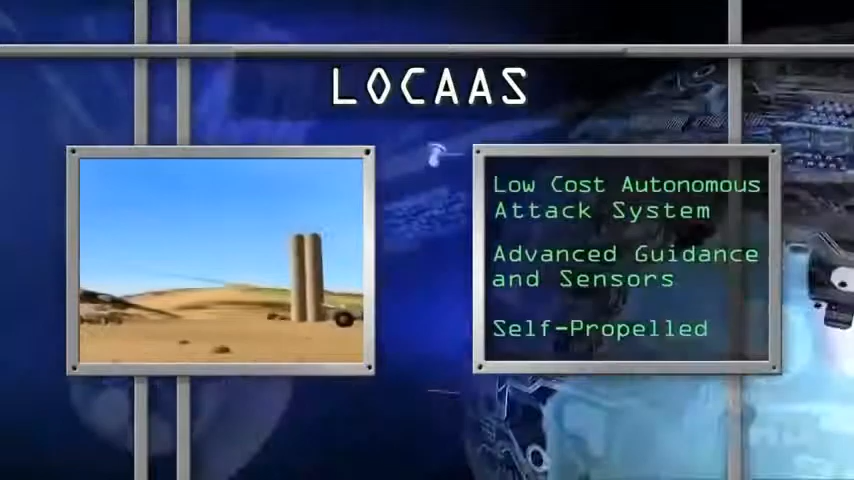 LOCAAS
Low Cost Autonomous
Attack System
Advanced Guidance
and Sensors
Self-Propelled